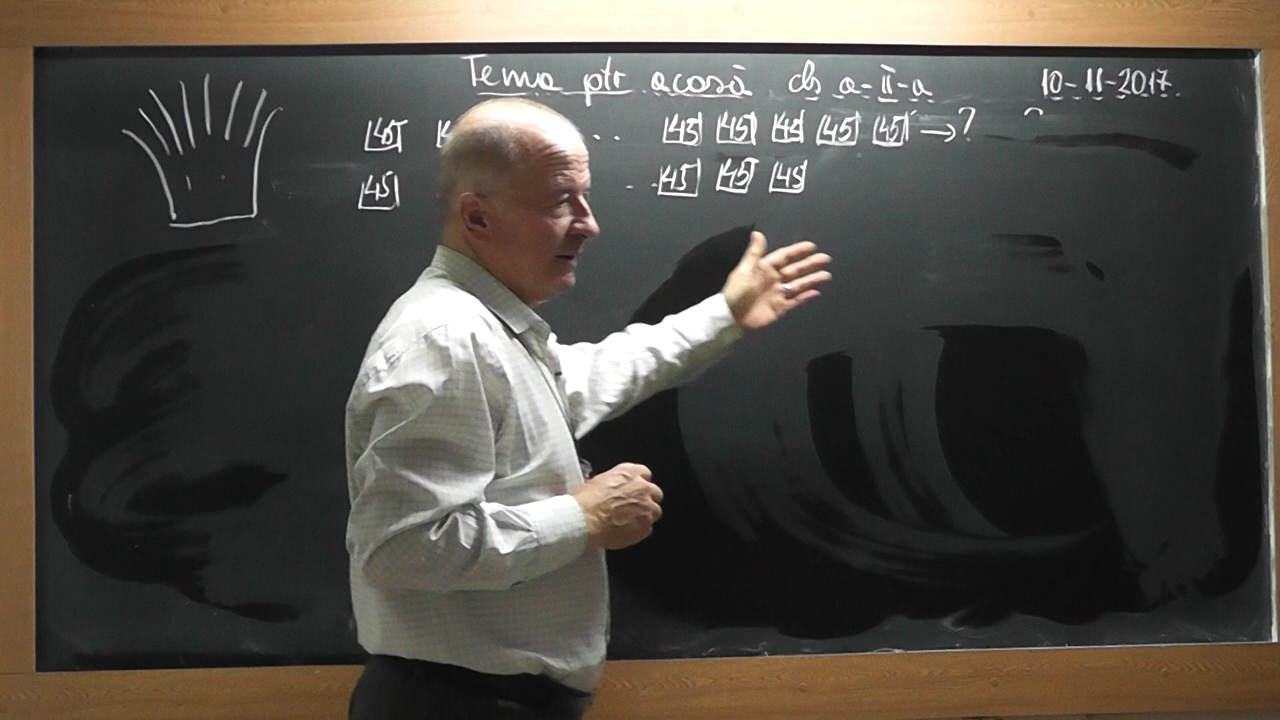 Tema ptr acasă cls a-II-a 10-11-2017.
45 ... 45 45 45 45 45 → ?
45 ... 45 45 45